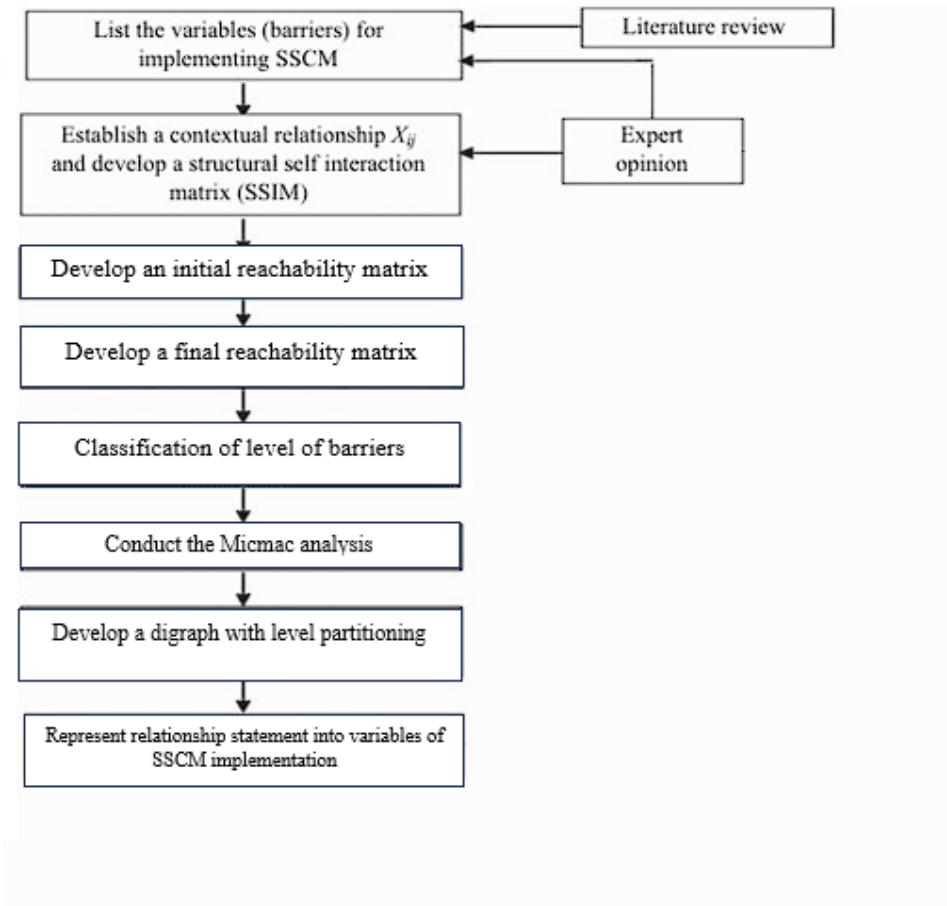 List the variables (barriers) for
implementing SSCM
Literature review
Establish a contextual relationship Xij
and develop a structural self interaction
matrix (SSIM)
Expert
opinion
Develop an initial reachability matrix
Develop a final reachability matrix
Classification of level of barriers
Conduct the Micmac analysis
Develop a digraph with level partitioning
Represent relationship statement into variables of
SSCM implementation